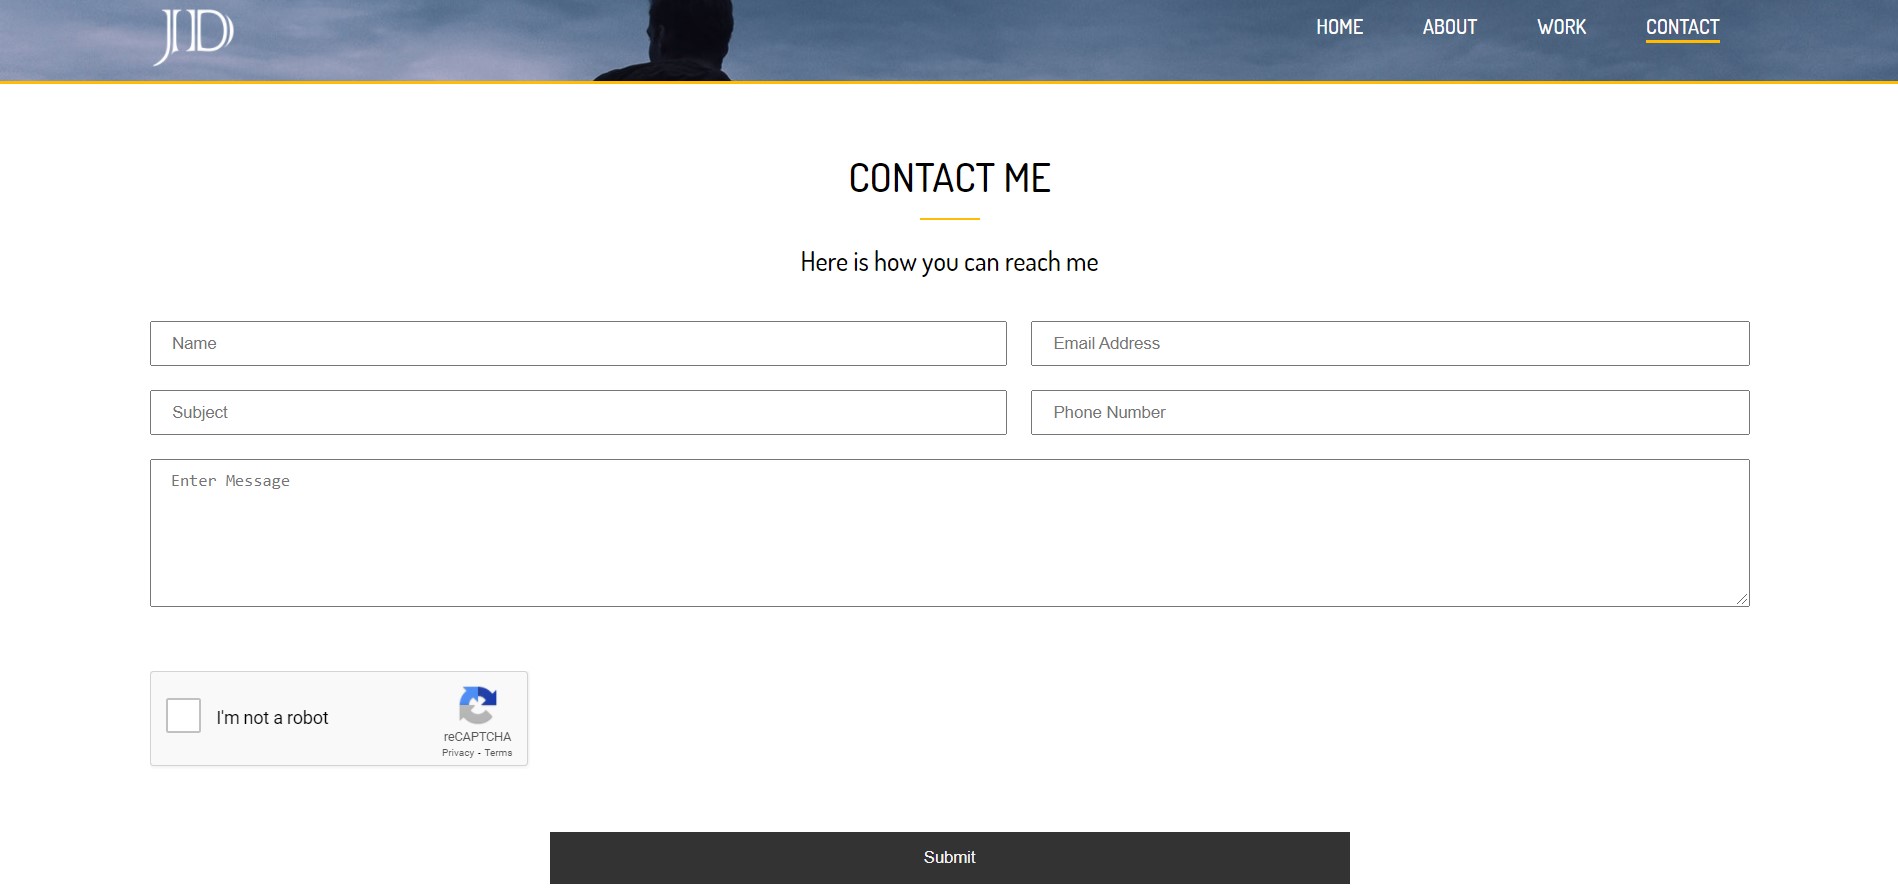 JD
HOME ABOUT WORK CONTACT
CONTACT ME
Here is how you can reach me
Name
Email Address
Subject
Phone Number
Enter Message
I'm not a robot
reCAPTCHA
Privacy - Terms
Submit